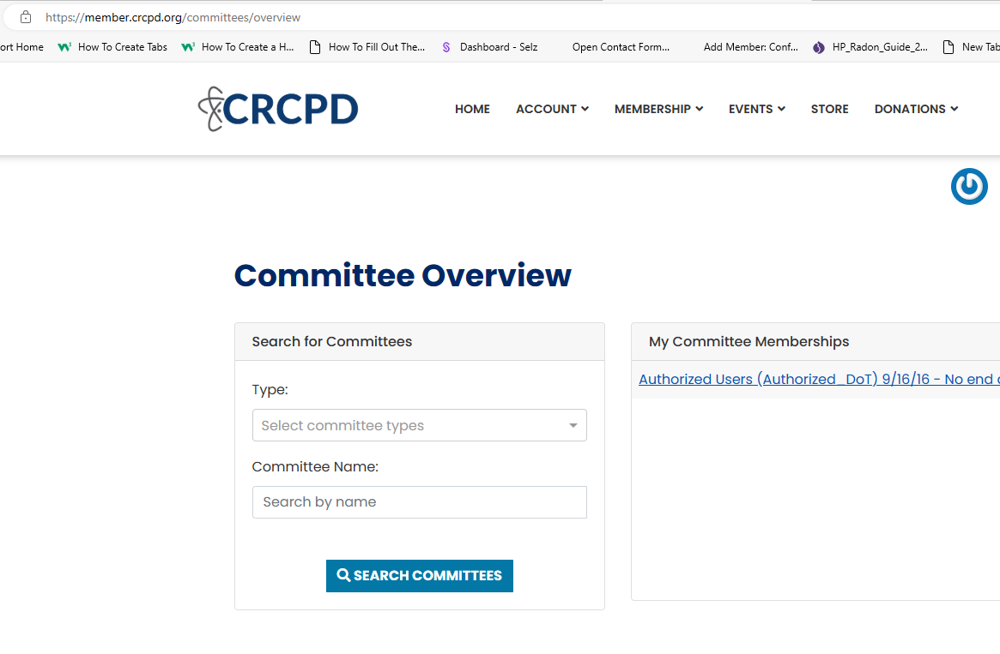 https://member.crcpd.org/committees/overview
ort Home How To Create Tabs How To Create a H... How To Fill Out The... Dashboard - Selz Open Contact Form... Add Member: Conf... HP_Radon_Guide_2... New Tab
CRCPD HOME ACCOUNT MEMBERSHIP EVENTS STORE DONATIONS
Committee Overview
Search for Committees
Type:
Select committee types
Committee Name:
Search by name
SEARCH COMMITTEES
My Committee Memberships
Authorized Users (Authorized_DoT) 9/16/16 - No end